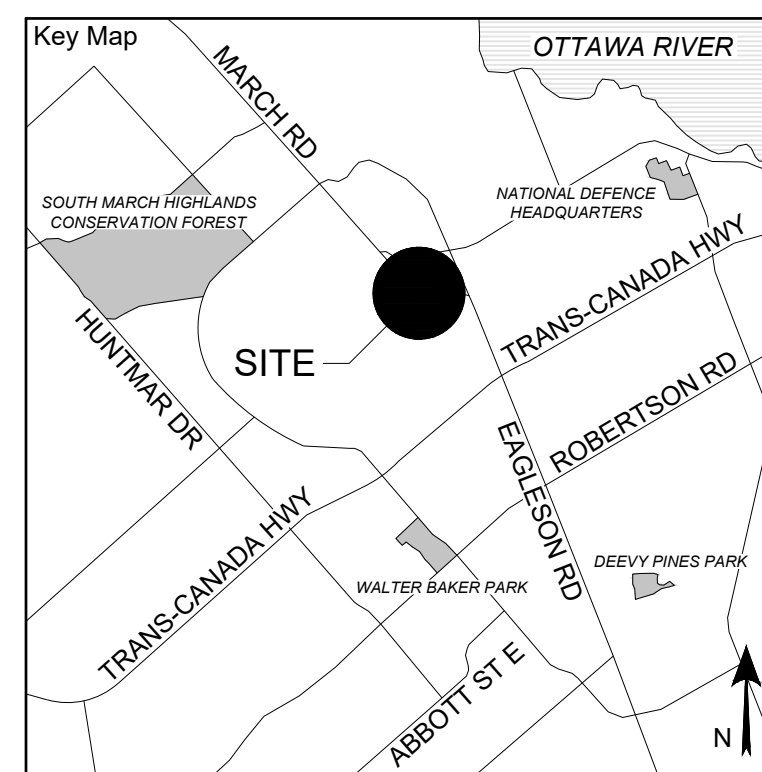 Key Map
OTTAWA RIVER
MARCH RD
NATIONAL DEFENCE
HEADQUARTERS
SOUTH MARCH HIGHLANDS
CONSERVATION FOREST
TRANS-CANADA HWY
HUNTMAR DR
SITE
ROBERTSON RD
EAGLESON RD
TRANS-CANADA HWY
DEEVY PINES PARK
WALTER BAKER PARK
ABBOTT ST E
N